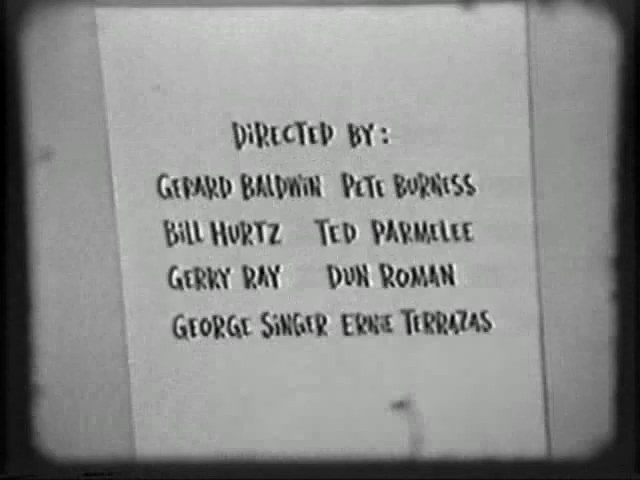 DIRECTED BY:
GERARD BALDWIN PETE BURNESS
BILL HURTZ TED PARMELEE
GERRY RAY DUN ROMAN
GEORGE SINGER ERNIE TERRAZAS